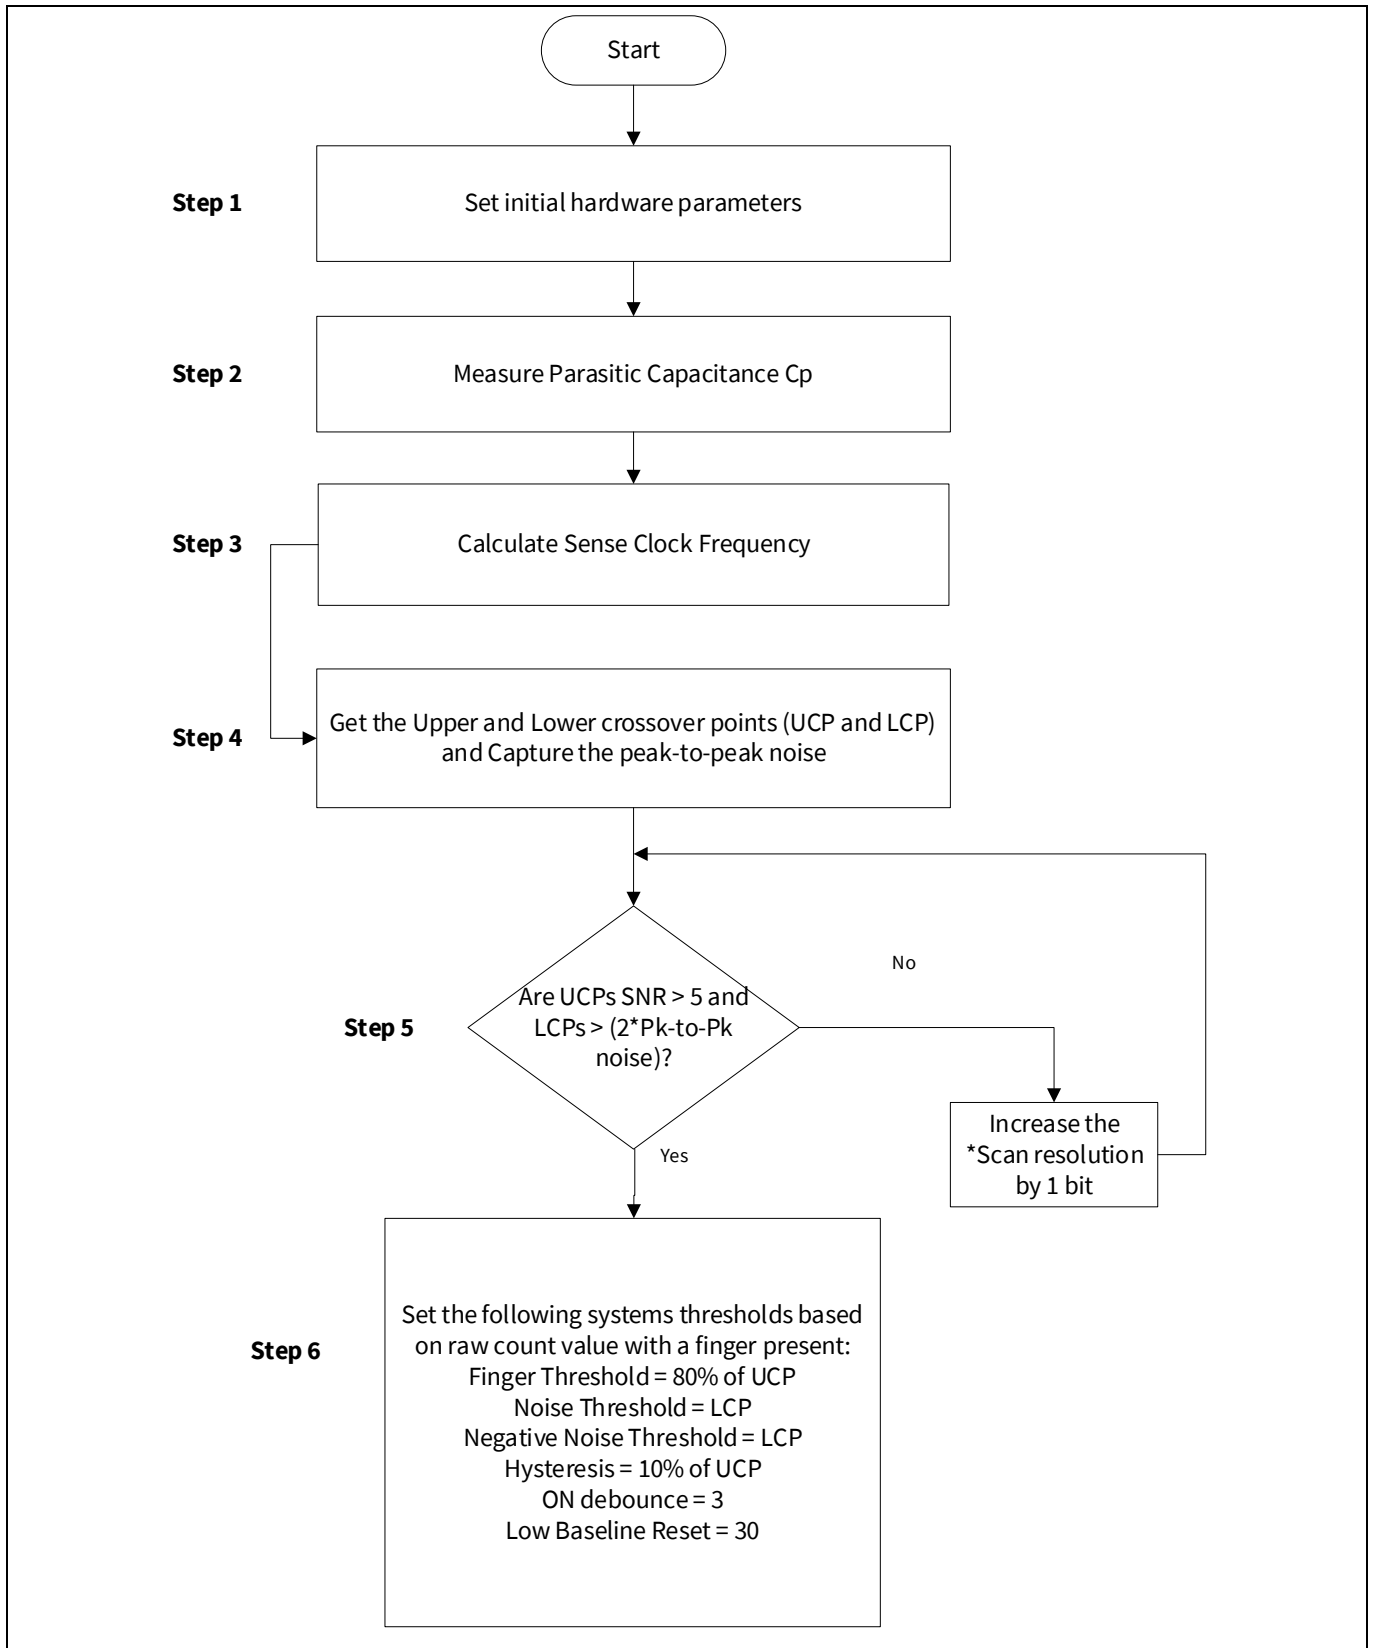 Start
Step 1
Set initial hardware parameters
Step 2
Measure Parasitic Capacitance Cp
Step 3
Calculate Sense Clock Frequency
Step 4
Get the Upper and Lower crossover points (UCP and LCP)
and Capture the peak-to-peak noise
No
Step 5
Are UCPs SNR > 5 and
LCPs > (2*Pk-to-Pk
noise)?
Increase the
*Scan resolution
by 1 bit
Yes
Step 6
Set the following systems thresholds based
on raw count value with a finger present:
Finger Threshold = 80% of UCP
Noise Threshold = LCP
Negative Noise Threshold = LCP
Hysteresis = 10% of UCP
ON debounce = 3
Low Baseline Reset = 30